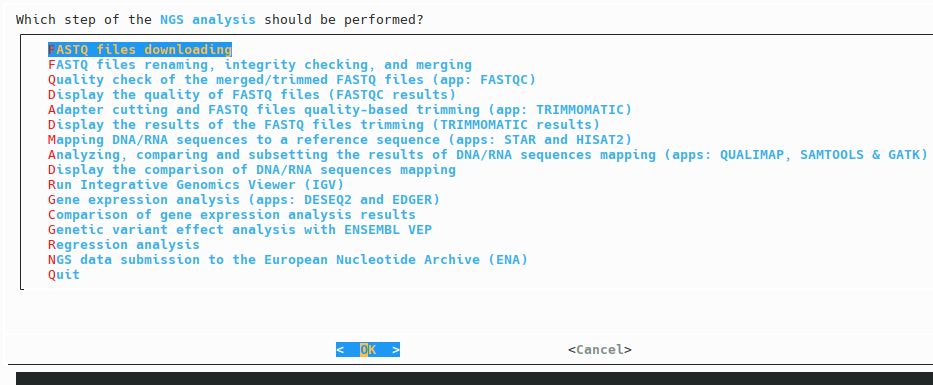 Which step of the NGS analysis should be performed?
FASTQ files downloading
FASTQ files renaming, integrity checking, and merging
Quality check of the merged/trimmed FASTQ files (app: FASTQC)
Display the quality of FASTQ files (FASTQC results)
Adapter cutting and FASTQ files quality-based trimming (app: TRIMMOMATIC)
Display the results of the FASTQ files trimming (TRIMMOMATIC results)
Mapping DNA/RNA sequences to a reference sequence (apps: STAR and HISAT2)
Analyzing, comparing and subsetting the results of DNA/RNA sequences mapping (apps: QUALIMAP, SAMTOOLS & GATK)
Display the comparison of DNA/RNA sequences mapping
Run Integrative Genomics Viewer (IGV)
Gene expression analysis (apps: DESEQ2 and EDGER)
Comparison of gene expression analysis results
Genetic variant effect analysis with ENSEMBL VEP
Regression analysis
NGS data submission to the European Nucleotide Archive (ENA)
Quit
< OK > <Cancel>